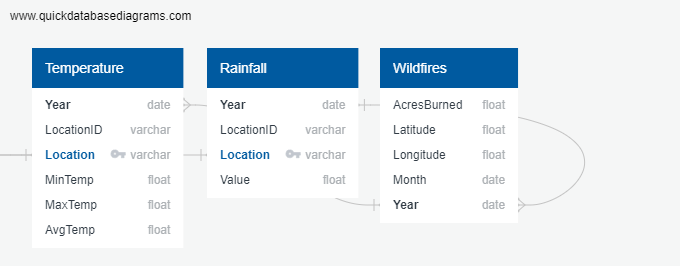 www.quickdatabasediagrams.com
Temperature
Year date
LocationID varchar
Location varchar
MinTemp float
MaxTemp float
AvgTemp float
Rainfall
Year date
LocationID varchar
Location varchar
Value float
Wildfires
AcresBurned float
Latitude float
Longitude float
Month date
Year date